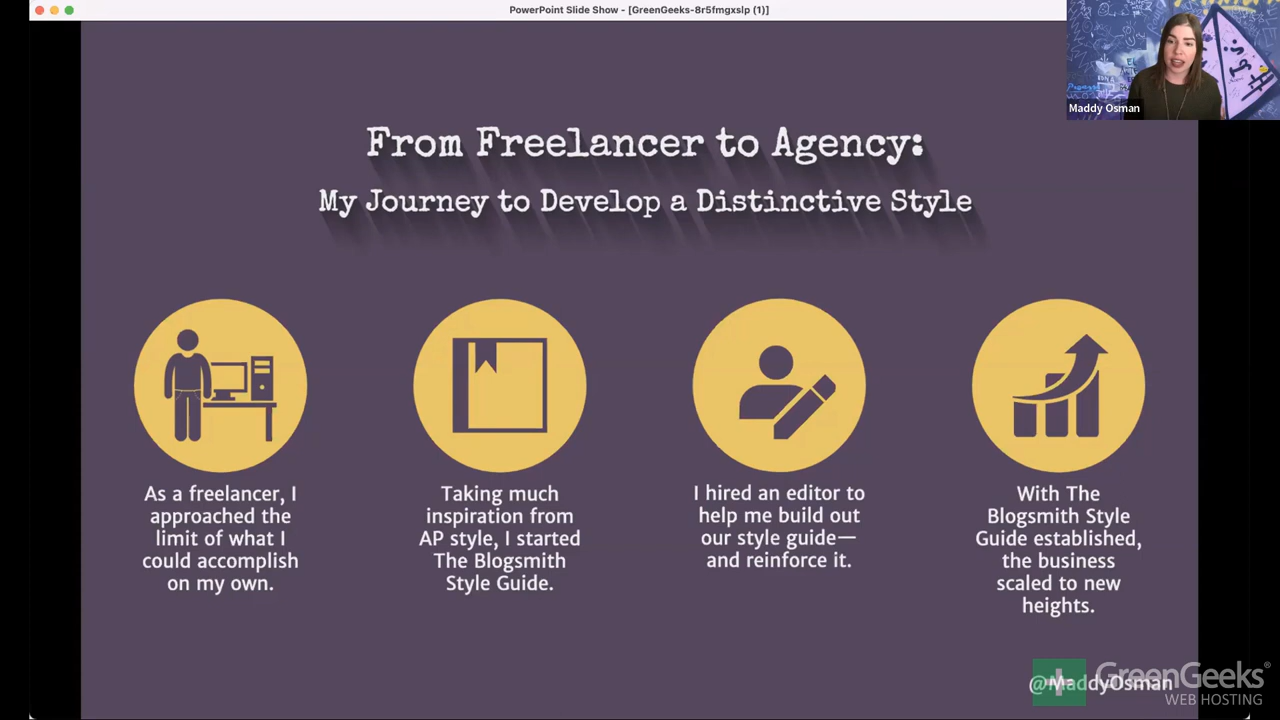 PowerPoint Slide Show - [GreenGeeks-8r5fmgxslp (1)]
Maddy Osman
From Freelancer to Agency:
My Journey to Develop a Distinctive Style
As a freelancer, I
approached the
limit of what I
could accomplish
on my own.
Taking much
inspiration from
AP style, I started
The Blogsmith
Style Guide.
I hired an editor to
help me build out
our style guide—
and reinforce it.
With The
Blogsmith Style
Guide established,
the business
scaled to new
heights.
@MaddyOsman
GreenGeeks®
WEB HOSTING